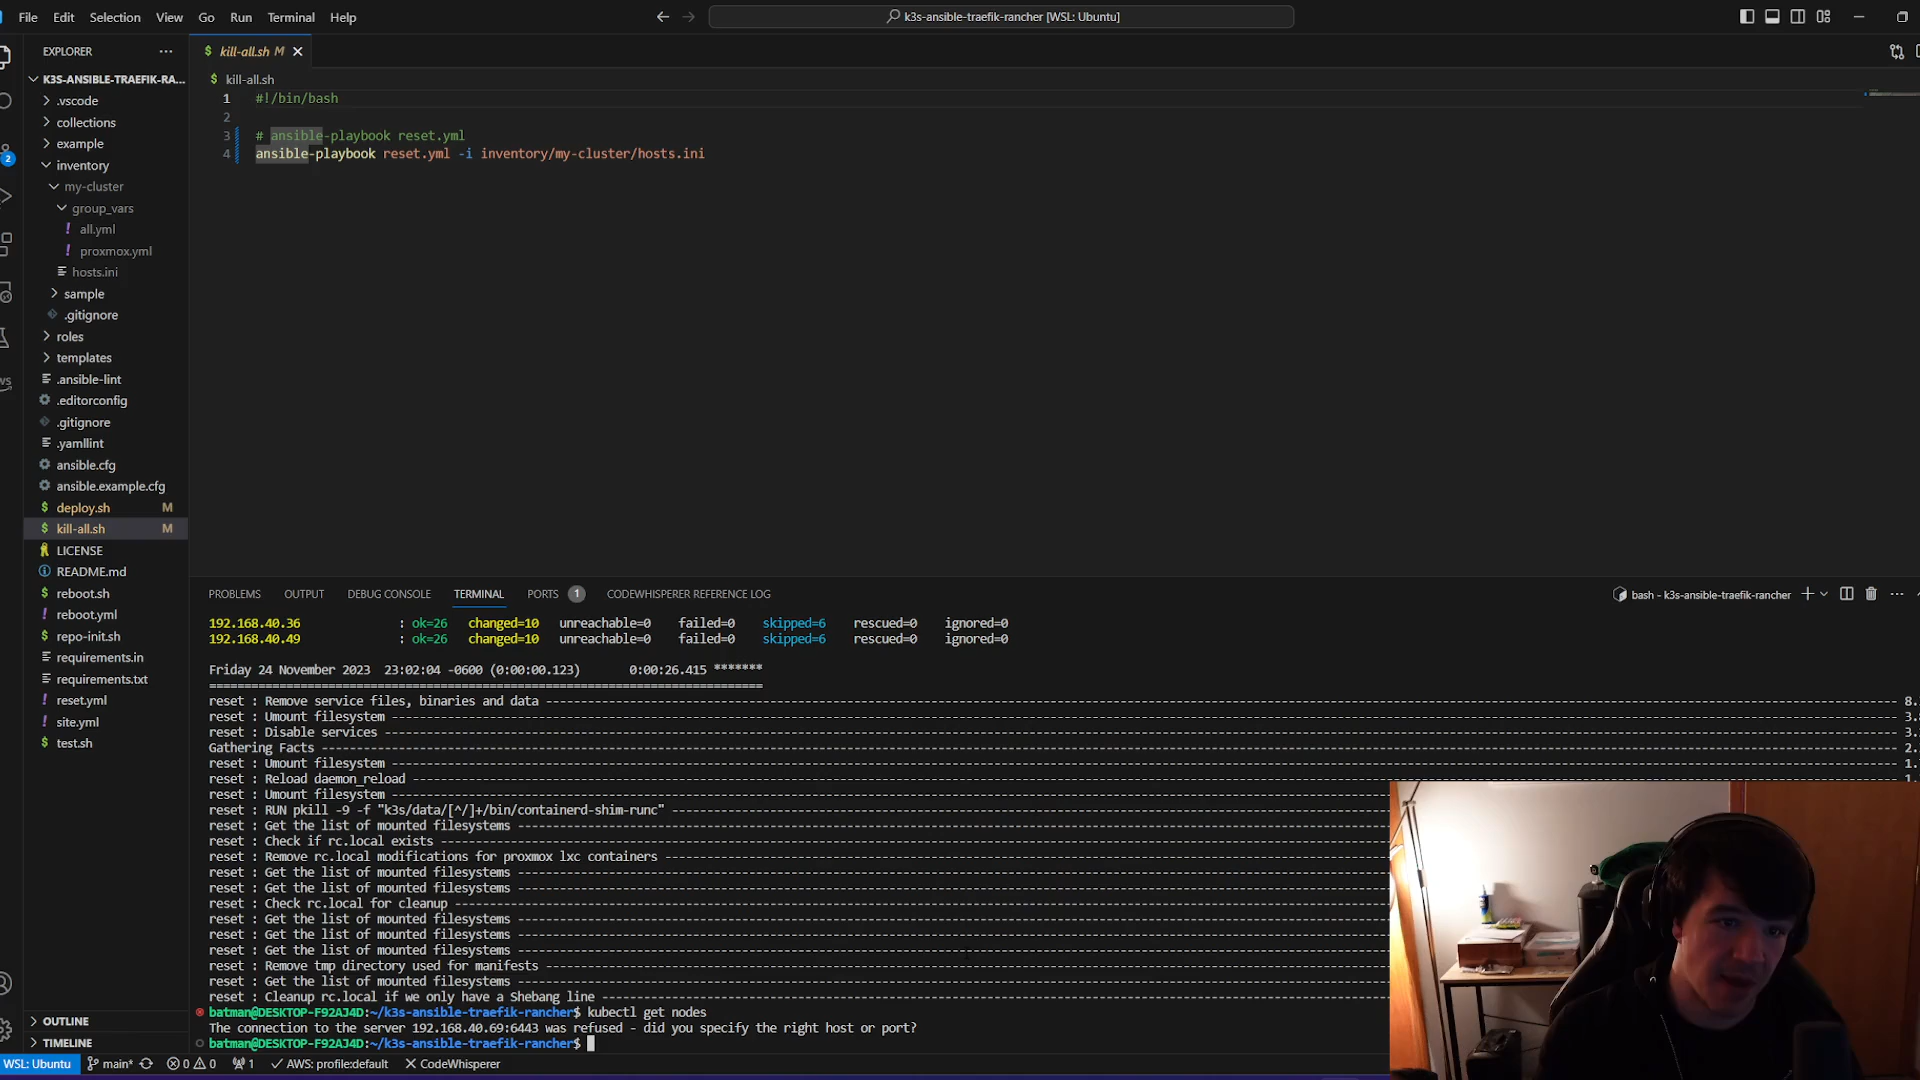 File Edit Selection View Go Run Terminal Help
k3s-ansible-traefik-rancher [WSL: Ubuntu]
EXPLORER
kill-all.sh M
K3S-ANSIBLE-TRAEFIK-RA...
kill-all.sh
.vscode
collections
example
inventory
my-cluster
group_vars
all.yml
proxmox.yml
hosts.ini
sample
.gitignore
roles
templates
.ansible-lint
.editorconfig
.gitignore
.yamllint
ansible.cfg
ansible.example.cfg
deploy.sh M
kill-all.sh M
LICENSE
README.md
reboot.sh
reboot.yml
repo-init.sh
requirements.in
requirements.txt
reset.yml
site.yml
test.sh
OUTLINE
TIMELINE
2
1 #!/bin/bash
2
3 # ansible-playbook reset.yml
4 ansible-playbook reset.yml -i inventory/my-cluster/hosts.ini
PROBLEMS OUTPUT DEBUG CONSOLE TERMINAL PORTS 1 CODEWHISPERER REFERENCE LOG
bash - k3s-ansible-traefik-rancher
192.168.40.36 : ok=26 changed=10 unreachable=0 failed=0 skipped=6 rescued=0 ignored=0
192.168.40.49 : ok=26 changed=10 unreachable=0 failed=0 skipped=6 rescued=0 ignored=0
Friday 24 November 2023 23:02:04 -0600 (0:00:00.123) 0:00:26.415 *******
===============================================================================
reset : Remove service files, binaries and data ------ 8.
reset : Umount filesystem ------ 3.
reset : Disable services ------ 3.
Gathering Facts ------ 2.
reset : Umount filesystem ------ 1.
reset : Reload daemon_reload ------ 1.
reset : Umount filesystem ------
reset : RUN pkill -9 -f "k3s/data/[^/]+/bin/containerd-shim-runc" ------
reset : Get the list of mounted filesystems ------
reset : Check if rc.local exists ------
reset : Remove rc.local modifications for proxmox lxc containers ------
reset : Get the list of mounted filesystems ------
reset : Get the list of mounted filesystems ------
reset : Check rc.local for cleanup ------
reset : Get the list of mounted filesystems ------
reset : Get the list of mounted filesystems ------
reset : Get the list of mounted filesystems ------
reset : Remove tmp directory used for manifests ------
reset : Get the list of mounted filesystems ------
reset : Cleanup rc.local if we only have a Shebang line ------
batman@DESKTOP-F92AJ4D:~/k3s-ansible-traefik-rancher$ kubectl get nodes
The connection to the server 192.168.40.69:6443 was refused - did you specify the right host or port?
batman@DESKTOP-F92AJ4D:~/k3s-ansible-traefik-rancher$
WSL: Ubuntu main* 0 0 1 AWS: profile:default CodeWhisperer